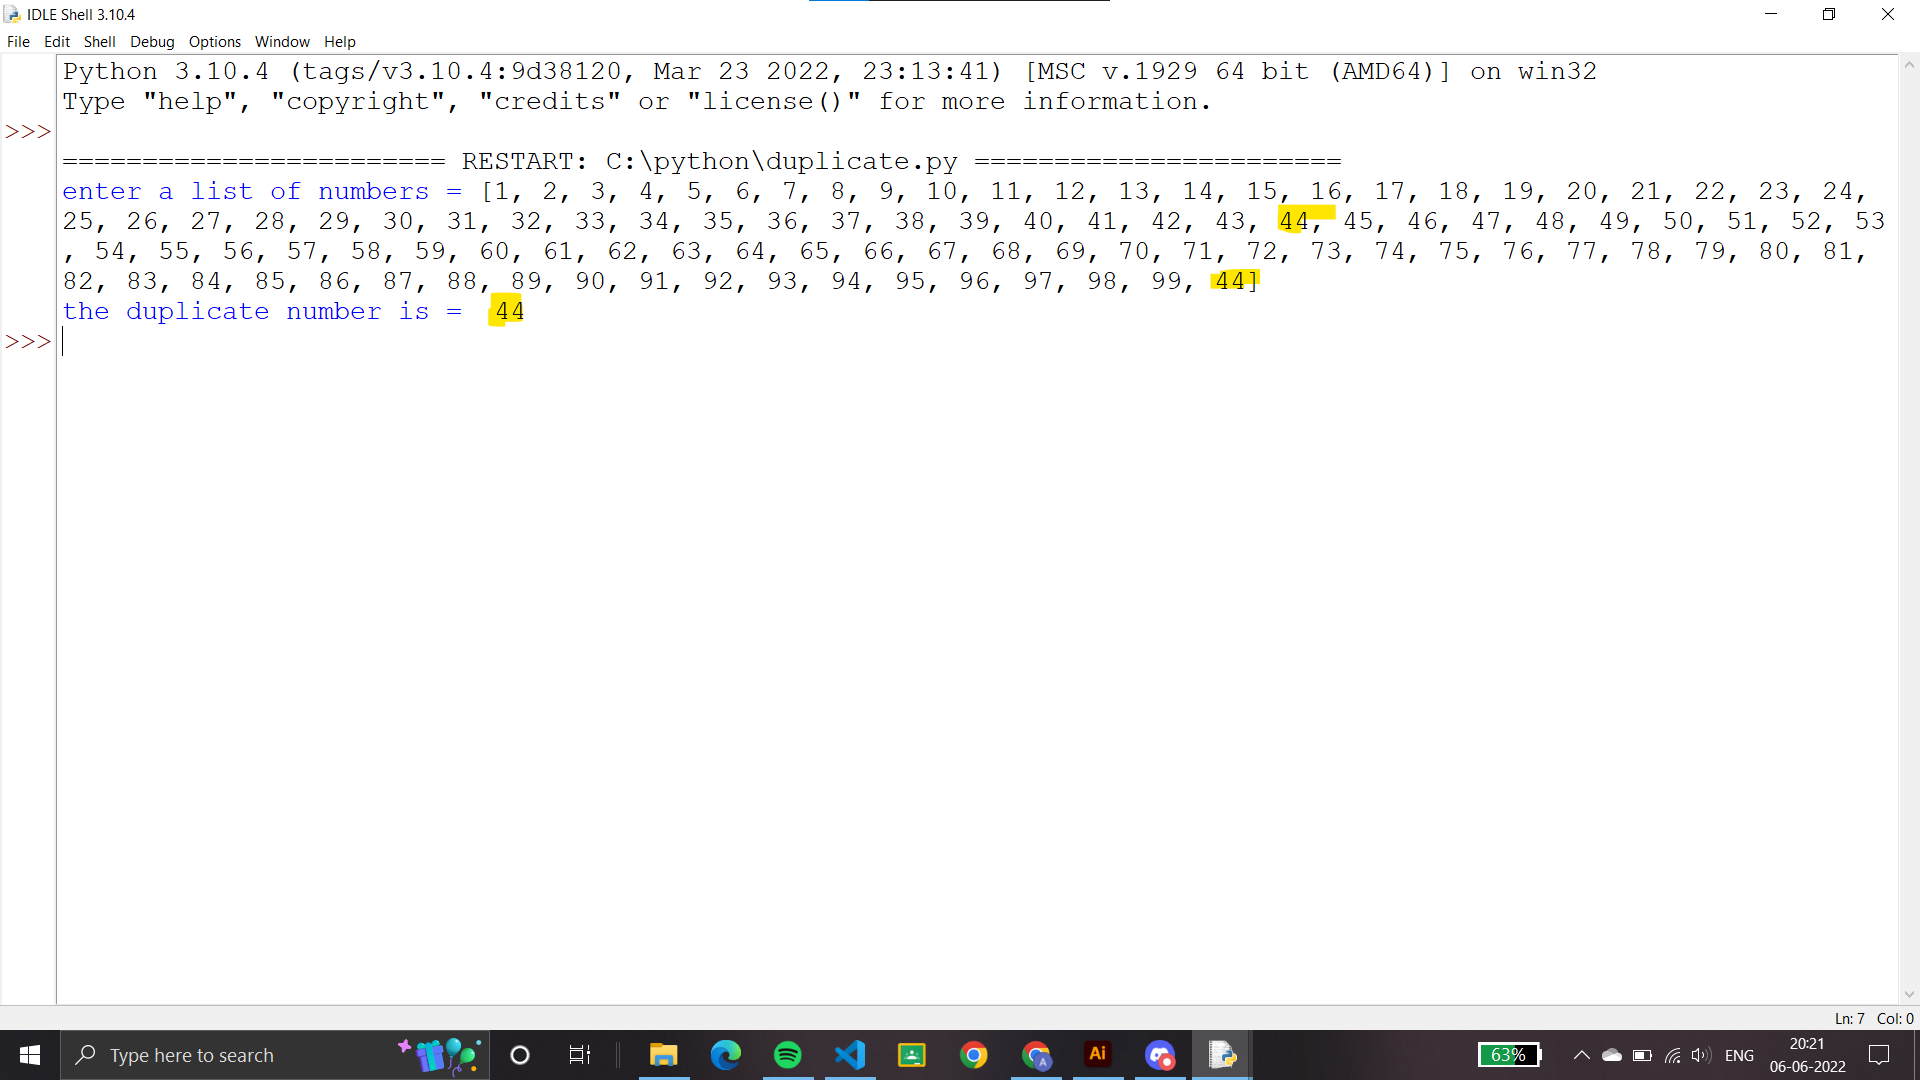 IDLE Shell 3.10.4
File Edit Shell Debug Options Window Help
Python 3.10.4 (tags/v3.10.4:9d38120, Mar 23 2022, 23:13:41) [MSC v.1929 64 bit (AMD64)] on win32
Type "help", "copyright", "credits" or "license()" for more information.
>>>
======================== RESTART: C:\python\duplicate.py =======================
enter a list of numbers = [1, 2, 3, 4, 5, 6, 7, 8, 9, 10, 11, 12, 13, 14, 15, 16, 17, 18, 19, 20, 21, 22, 23, 24,
25, 26, 27, 28, 29, 30, 31, 32, 33, 34, 35, 36, 37, 38, 39, 40, 41, 42, 43, 44, 45, 46, 47, 48, 49, 50, 51, 52, 53
, 54, 55, 56, 57, 58, 59, 60, 61, 62, 63, 64, 65, 66, 67, 68, 69, 70, 71, 72, 73, 74, 75, 76, 77, 78, 79, 80, 81,
82, 83, 84, 85, 86, 87, 88, 89, 90, 91, 92, 93, 94, 95, 96, 97, 98, 99, 44]
the duplicate number is =  44
>>>
Ln: 7 Col: 0
Type here to search
Ai
A
63%
ENG
20:21
06-06-2022